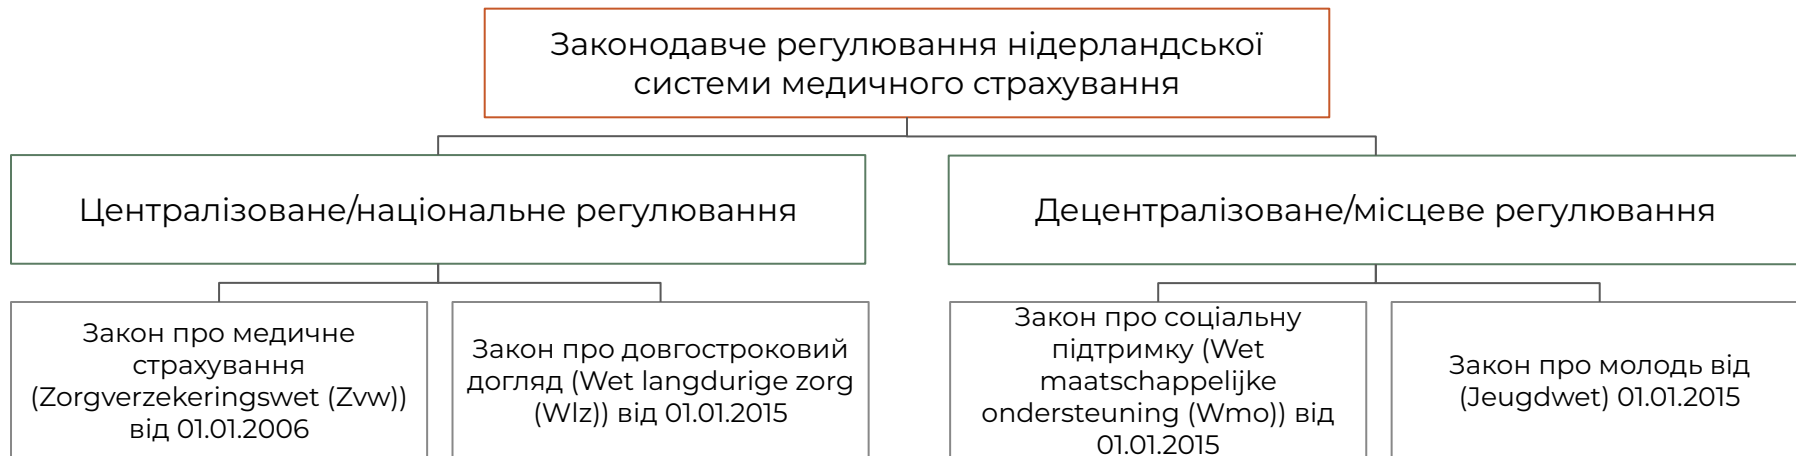 Законодавче регулювання нідерландської
системи медичного страхування
Централізоване/національне регулювання
Децентралізоване/місцеве регулювання
Закон про медичне
страхування
(Zorgverzekeringswet (Zvw))
від 01.01.2006
Закон про довгостроковий
догляд (Wet langdurige zorg
(Wlz)) від 01.01.2015
Закон про соціальну
підтримку (Wet
maatschappelijke
ondersteuning (Wmo)) від
01.01.2015
Закон про молодь від
(Jeugdwet) 01.01.2015